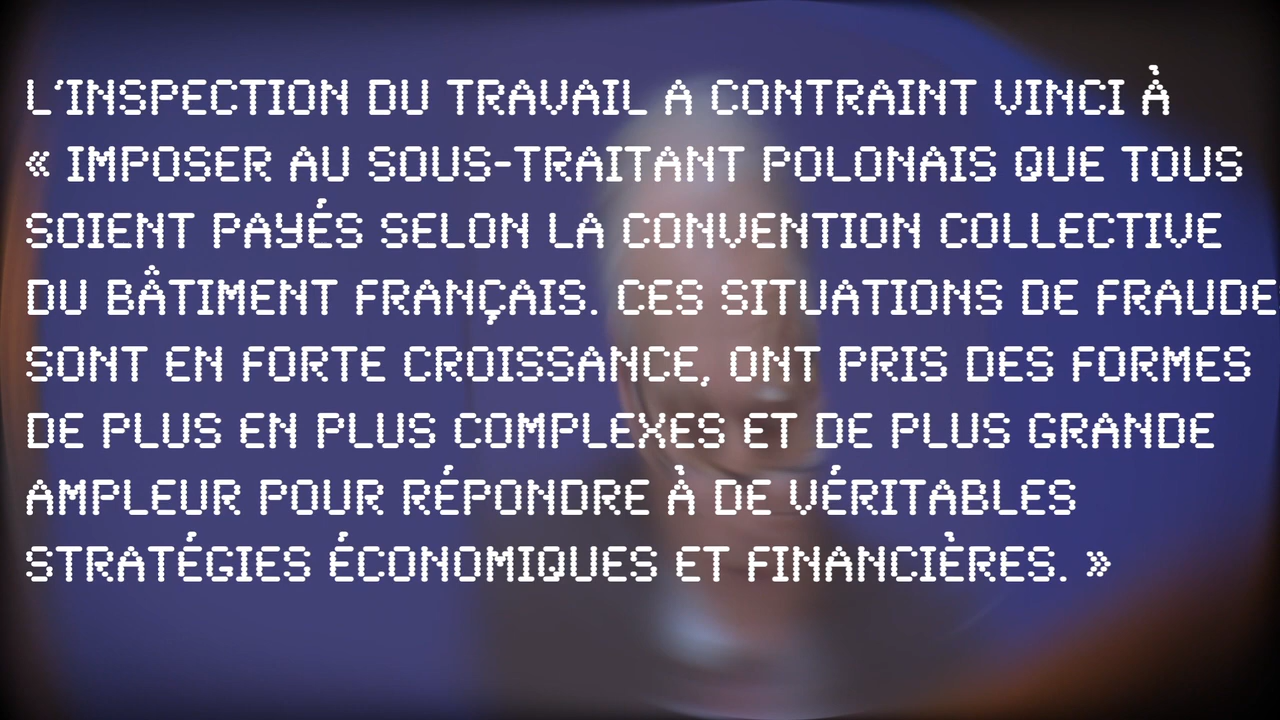 L'INSPECTION DU TRAVAIL A CONTRAINT VINCI À
« IMPOSER AU SOUS-TRAITANT POLONAIS QUE TOUS
SOIENT PAYÉS SELON LA CONVENTION COLLECTIVE
DU BÂTIMENT FRANÇAIS. CES SITUATIONS DE FRAUDE
SONT EN FORTE CROISSANCE, ONT PRIS DES FORMES
DE PLUS EN PLUS COMPLEXES ET DE PLUS GRANDE
AMPLEUR POUR RÉPONDRE À DE VÉRITABLES
STRATÉGIES ÉCONOMIQUES ET FINANCIÈRES. »